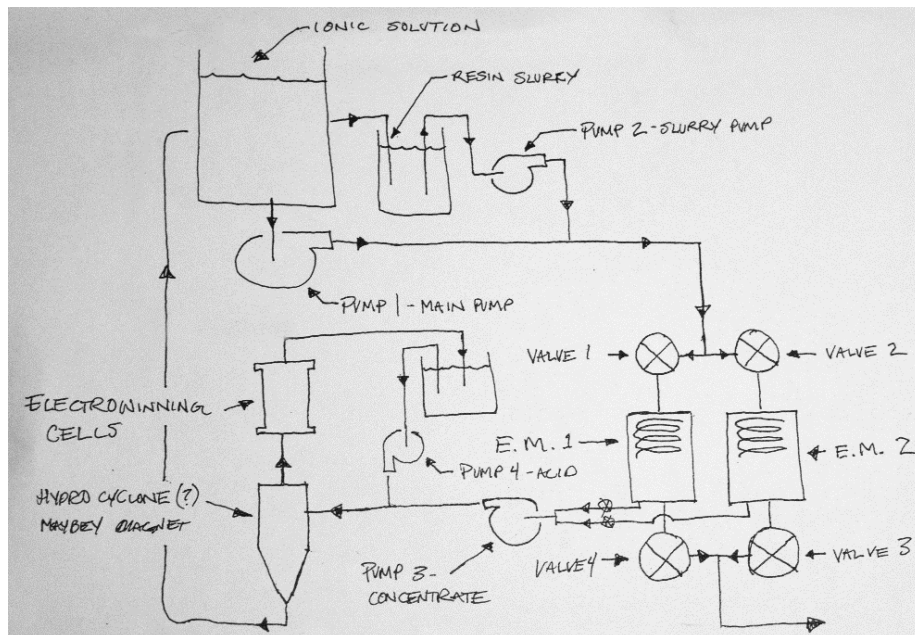 IONIC SOLUTION
RESIN SLURRY
PUMP 2-SLURRY PUMP
PUMP 1-MAIN PUMP
VALVE 1
VALVE 2
ELECTROWINNING
CELLS
E.M. 1
E.M. 2
PUMP 4-ACID
HYDRO CYCLONE (?)
MAYBEY MAGNET
PUMP 3-
CONCENTRATE
VALVE 4
VALVE 3